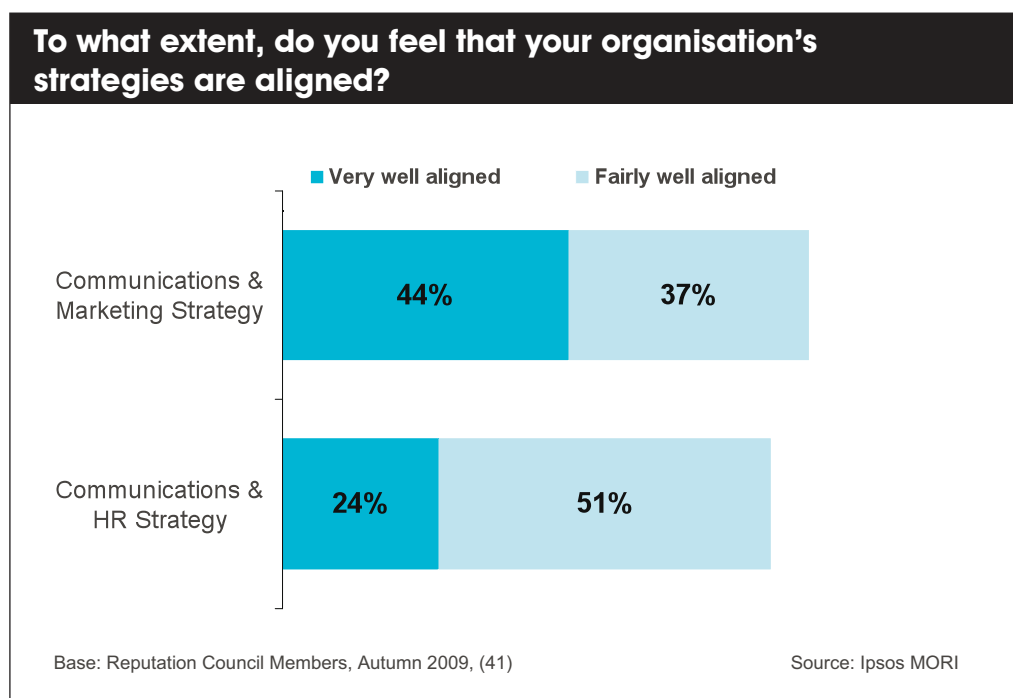 To what extent, do you feel that your organisation's
strategies are aligned?
Very well aligned
Fairly well aligned
Communications &
Marketing Strategy
44%
37%
Communications &
HR Strategy
24%
51%
Base: Reputation Council Members, Autumn 2009, (41)
Source: Ipsos MORI